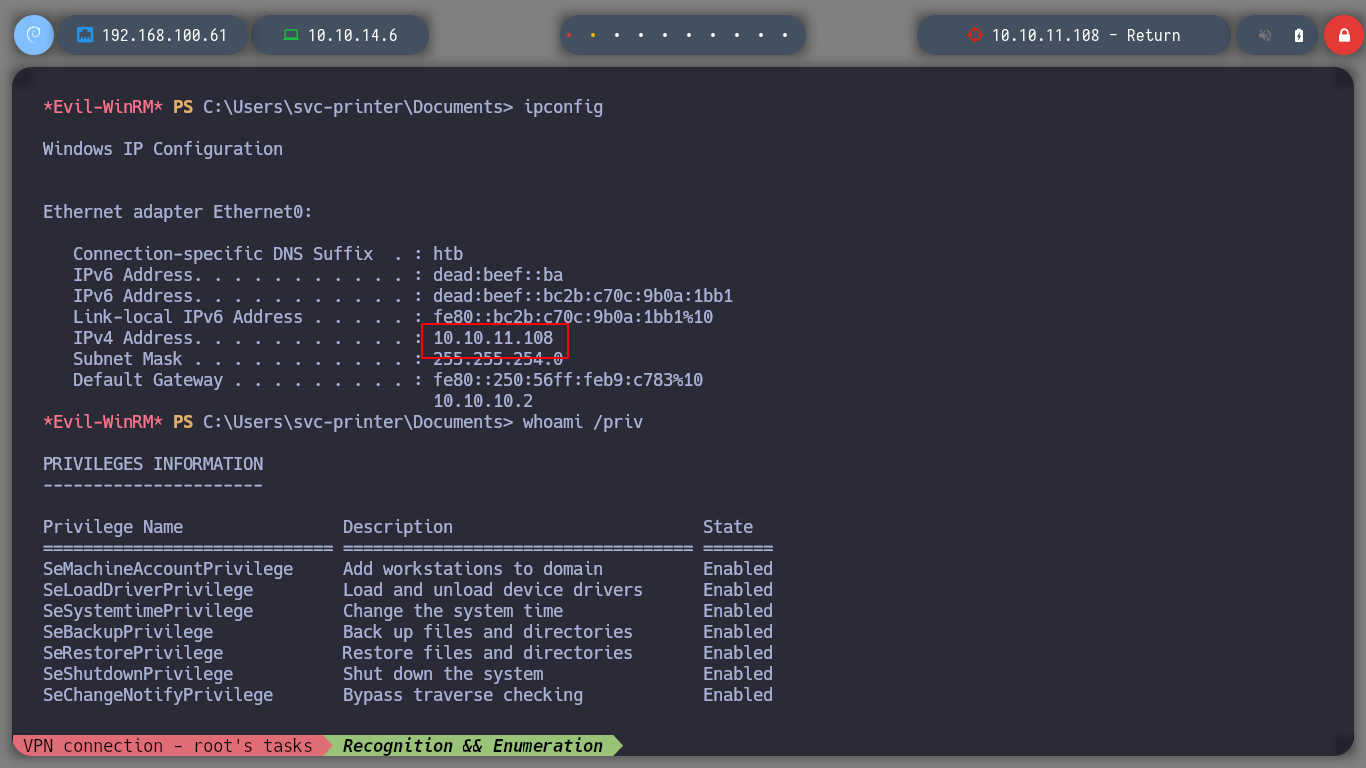 192.168.100.61 10.10.14.6 10.10.11.108 - Return
*Evil-WinRM* PS C:\Users\svc-printer\Documents> ipconfig
Windows IP Configuration
Ethernet adapter Ethernet0:
Connection-specific DNS Suffix  . : htb
IPv6 Address. . . . . . . . . . . : dead:beef::ba
IPv6 Address. . . . . . . . . . . : dead:beef::bc2b:c70c:9b0a:1bb1
Link-local IPv6 Address . . . . . : fe80::bc2b:c70c:9b0a:1bb1%10
IPv4 Address. . . . . . . . . . . : 10.10.11.108
Subnet Mask . . . . . . . . . . . : 255.255.254.0
Default Gateway . . . . . . . . . : fe80::250:56ff:feb9:c783%10
10.10.10.2
*Evil-WinRM* PS C:\Users\svc-printer\Documents> whoami /priv
PRIVILEGES INFORMATION
----------------------
Privilege Name                Description                         State
============================= =================================== =======
SeMachineAccountPrivilege     Add workstations to domain          Enabled
SeLoadDriverPrivilege         Load and unload device drivers      Enabled
SeSystemtimePrivilege         Change the system time              Enabled
SeBackupPrivilege             Back up files and directories       Enabled
SeRestorePrivilege            Restore files and directories       Enabled
SeShutdownPrivilege           Shut down the system                Enabled
SeChangeNotifyPrivilege       Bypass traverse checking            Enabled
VPN connection - root's tasks Recognition && Enumeration